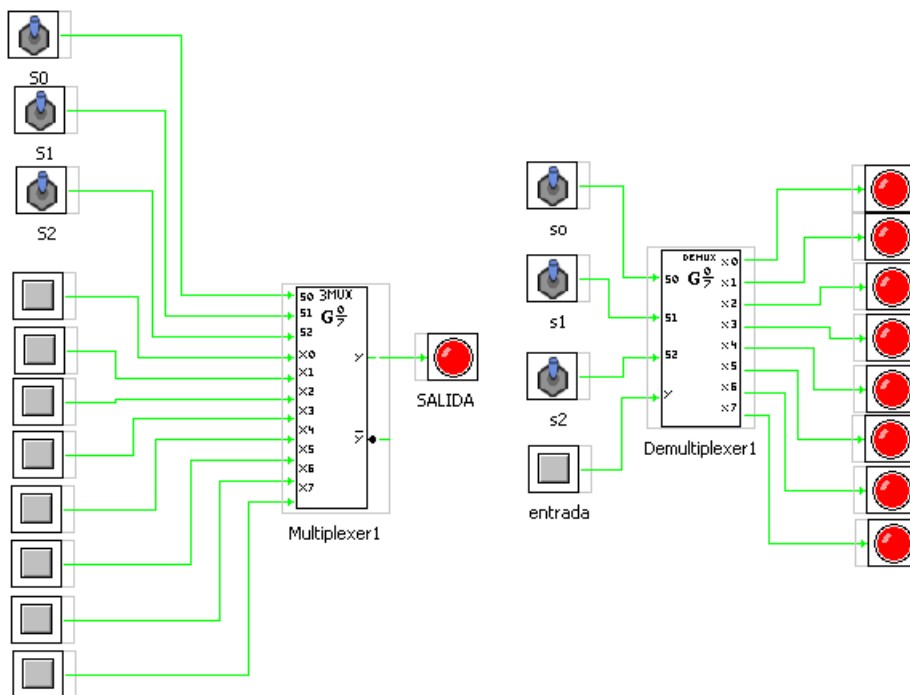 S0
S1
S2
S0 3MUX
S1 G 0/7
S2
X0
X1
X2
X3
X4
X5
X6
X7
Y
Y
SALIDA
Multiplexer1
so
s1
s2
entrada
DEMUX
G 0/7
S0
S1
S2
Y
X0
X1
X2
X3
X4
X5
X6
X7
Demultiplexer1